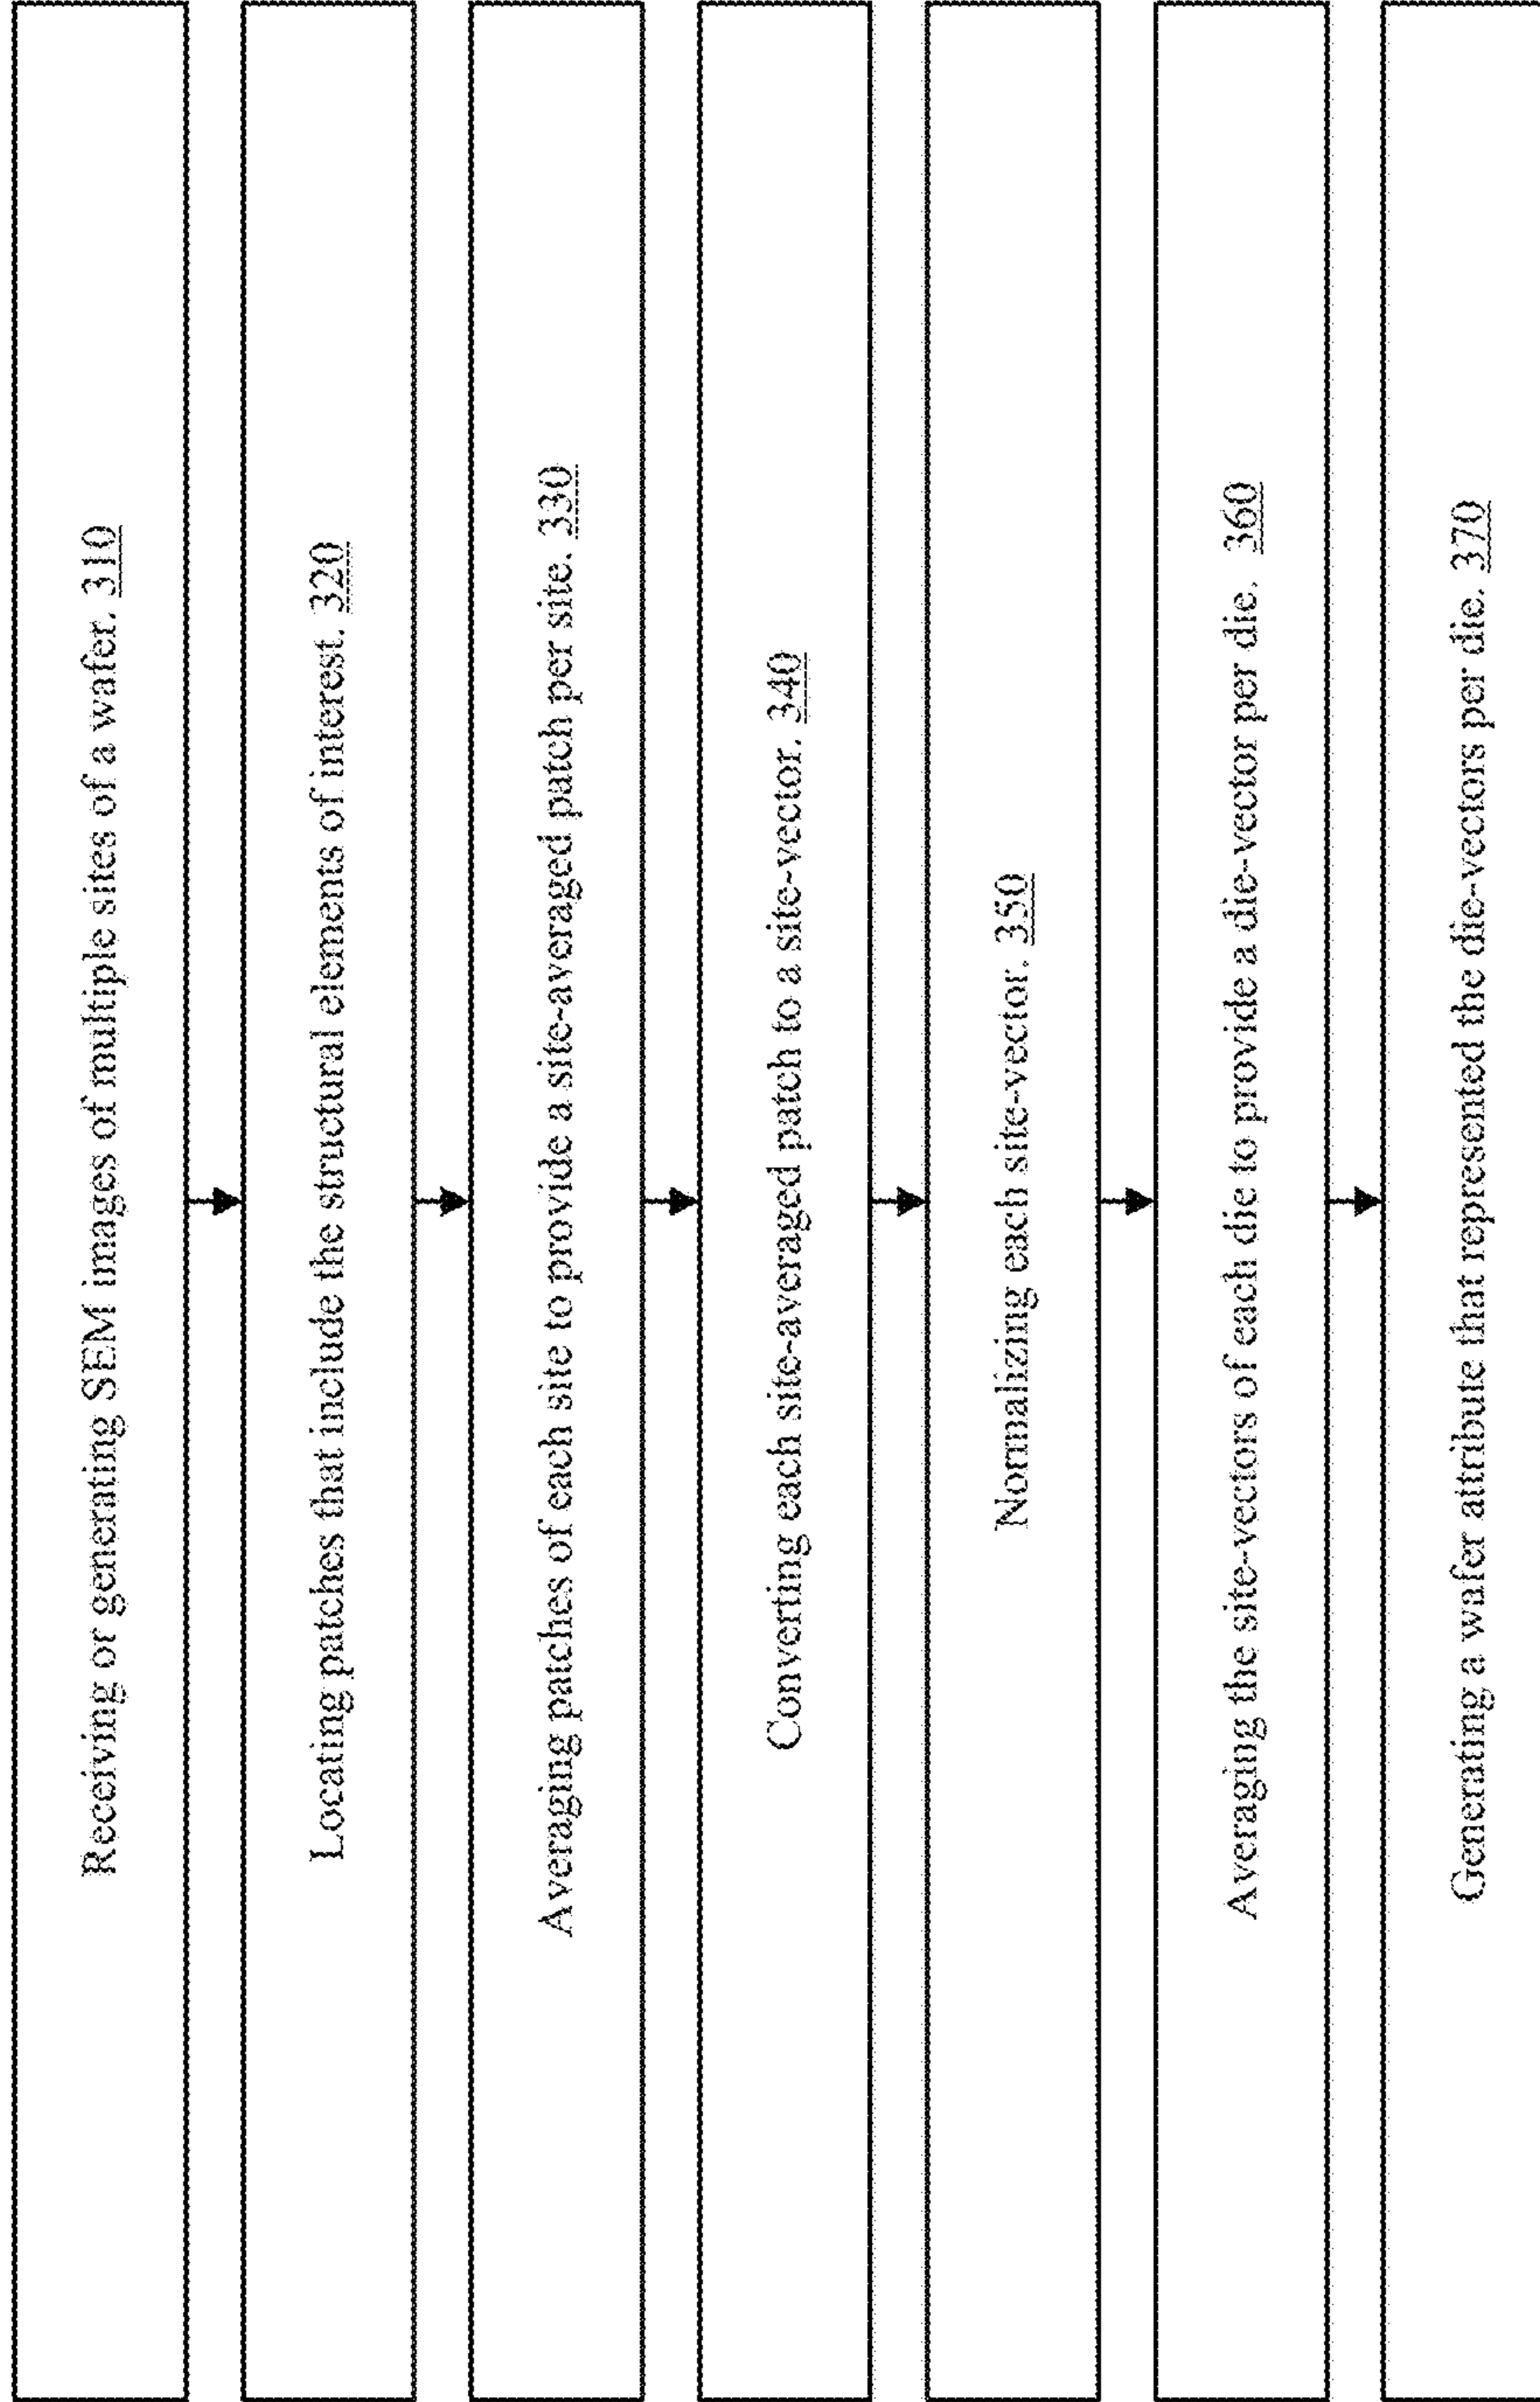 Receiving or generating SEM images of multiple sites of a wafer. 310
Locating patches that include the structural elements of interest. 320
Averaging patches of each site to provide a site-averaged patch per site. 330
Converting each site-averaged patch to a site-vector. 340
Normalizing each site-vector. 350
Averaging the site-vectors of each die to provide a die-vector per die. 360
Generating a wafer attribute that represented the die-vectors per die. 370